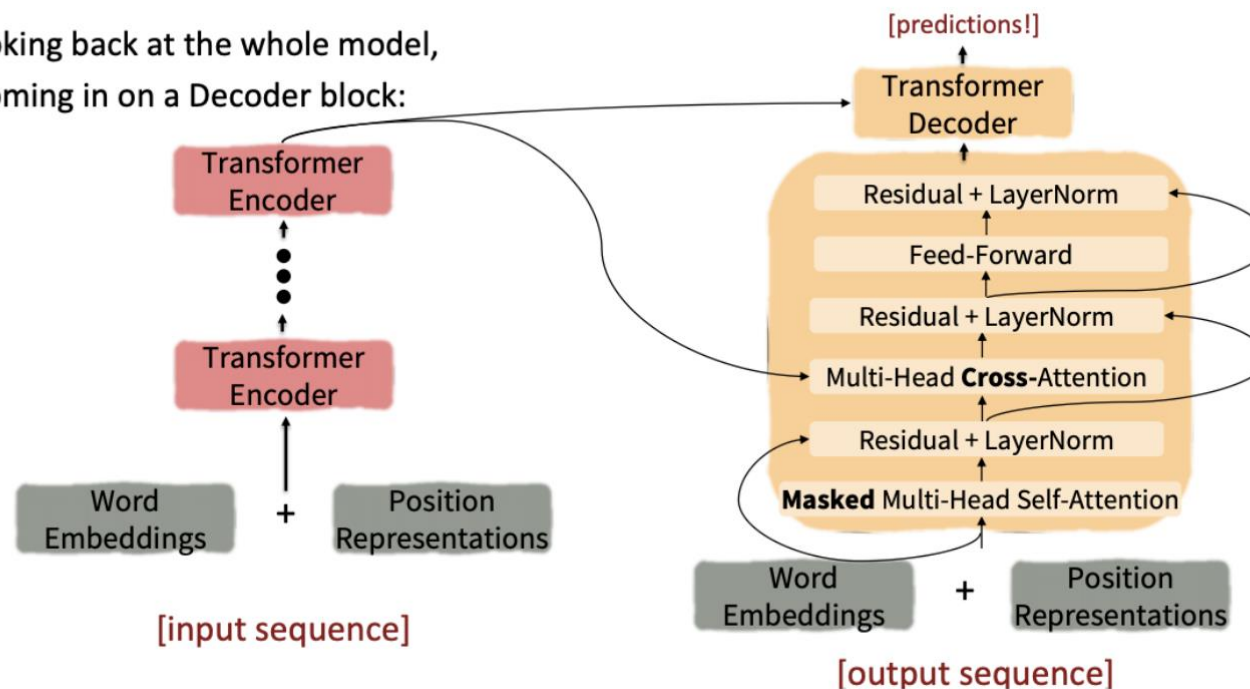 oking back at the whole model,
oming in on a Decoder block:
[predictions!]
Transformer
Decoder
Transformer
Encoder
Residual + LayerNorm
Feed-Forward
Residual + LayerNorm
Transformer
Encoder
Multi-Head Cross-Attention
Residual + LayerNorm
Masked Multi-Head Self-Attention
Word
Embeddings
+
Position
Representations
[input sequence]
Word
Embeddings
+
Position
Representations
[output sequence]